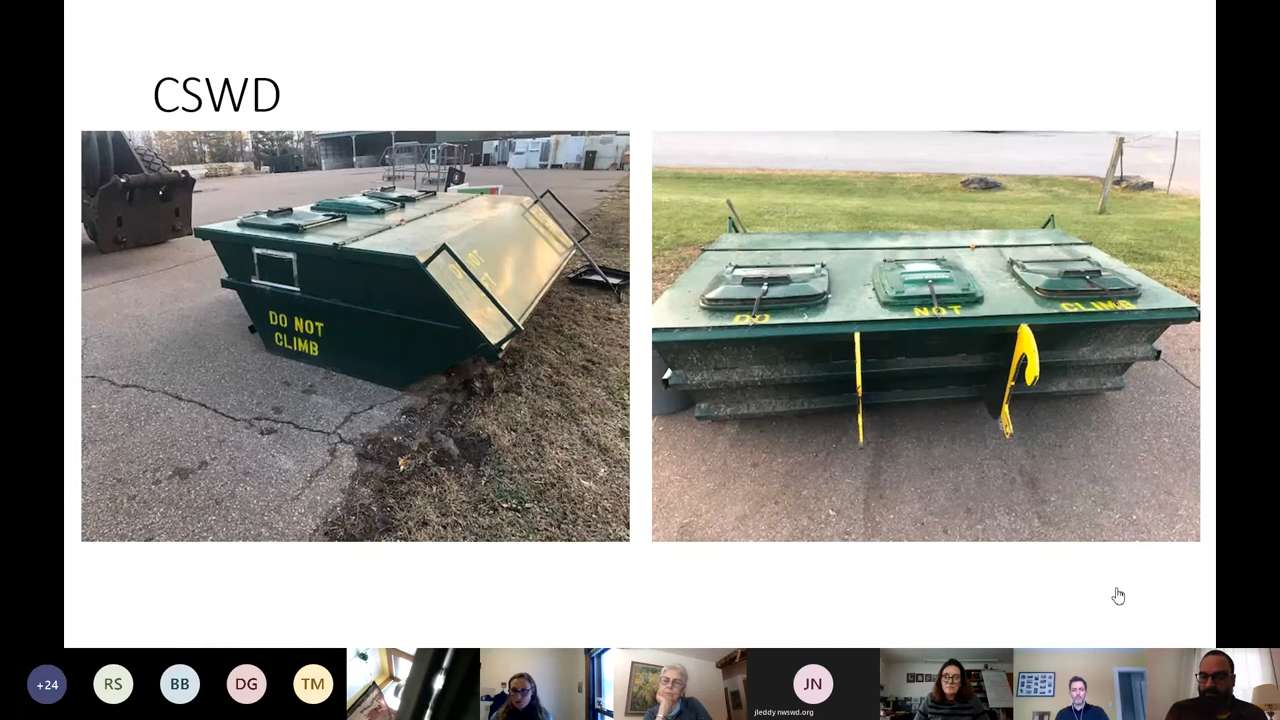 CSWD
DO NOT
CLIMB
DO NOT CLIMB
+24
RS
BB
DG
TM
JN
jleddy nwswd.org